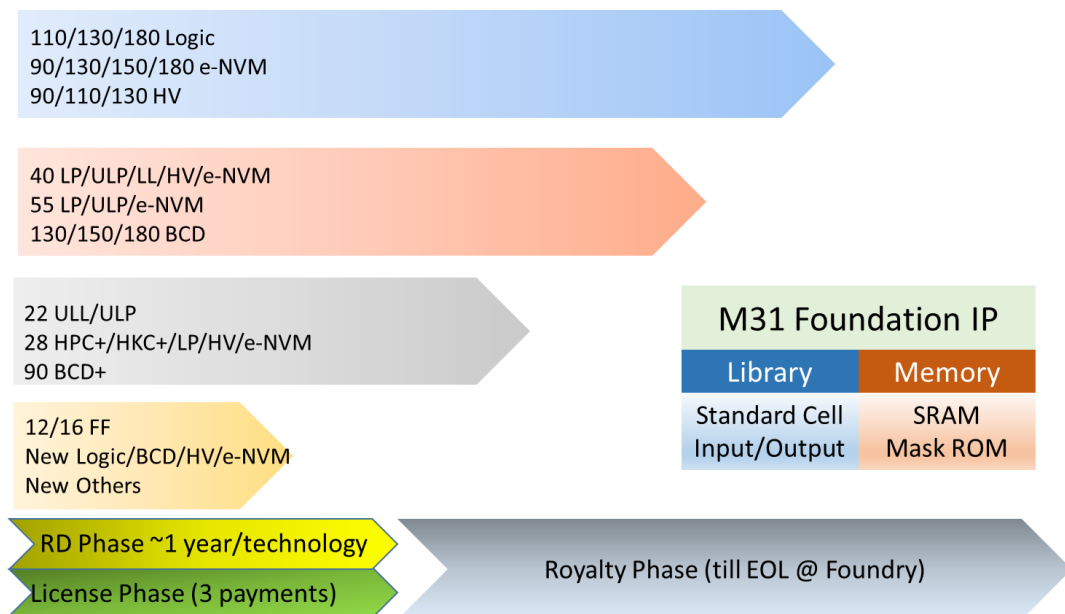 110/130/180 Logic
90/130/150/180 e-NVM
90/110/130 HV
40 LP/ULP/LL/HV/e-NVM
55 LP/ULP/e-NVM
130/150/180 BCD
22 ULL/ULP
28 HPC+/HKC+/LP/HV/e-NVM
90 BCD+
12/16 FF
New Logic/BCD/HV/e-NVM
New Others
M31 Foundation IP
Library
Memory
Standard Cell
Input/Output
SRAM
Mask ROM
RD Phase ~1 year/technology
License Phase (3 payments)
Royalty Phase (till EOL @ Foundry)